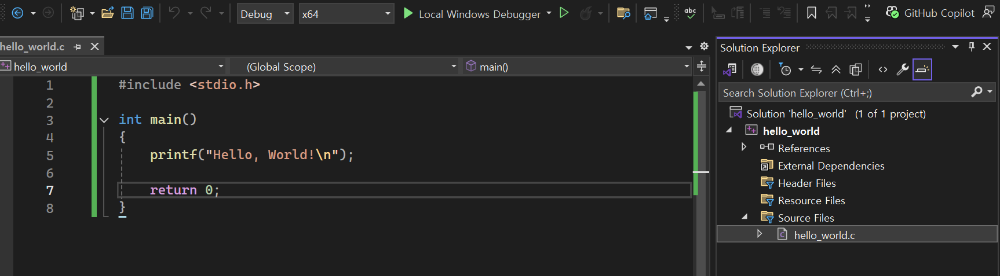 Debug x64 Local Windows Debugger abc GitHub Copilot
hello_world.c
hello_world (Global Scope) main()
1 #include <stdio.h>
2
3 int main()
4 {
5 printf("Hello, World!\n");
6
7 return 0;
8 }
Solution Explorer
Search Solution Explorer (Ctrl+;)
Solution 'hello_world' (1 of 1 project)
hello_world
References
External Dependencies
Header Files
Resource Files
Source Files
hello_world.c